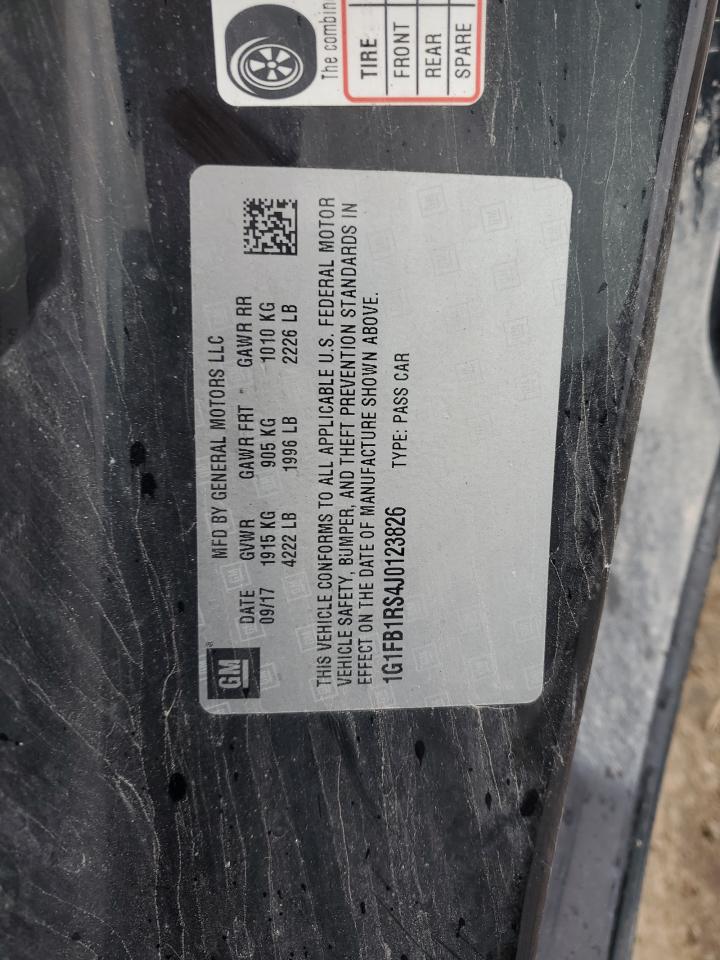 The combin
TIRE
FRONT
REAR
SPARE
GM
MFD BY GENERAL MOTORS LLC
DATE GVWR GAWR FRT GAWR RR
09/17 1915 KG 905 KG 1010 KG
4222 LB 1996 LB 2226 LB
THIS VEHICLE CONFORMS TO ALL APPLICABLE U.S. FEDERAL MOTOR
VEHICLE SAFETY, BUMPER, AND THEFT PREVENTION STANDARDS IN
EFFECT ON THE DATE OF MANUFACTURE SHOWN ABOVE.
1G1FB1RS4J0123826 TYPE: PASS CAR